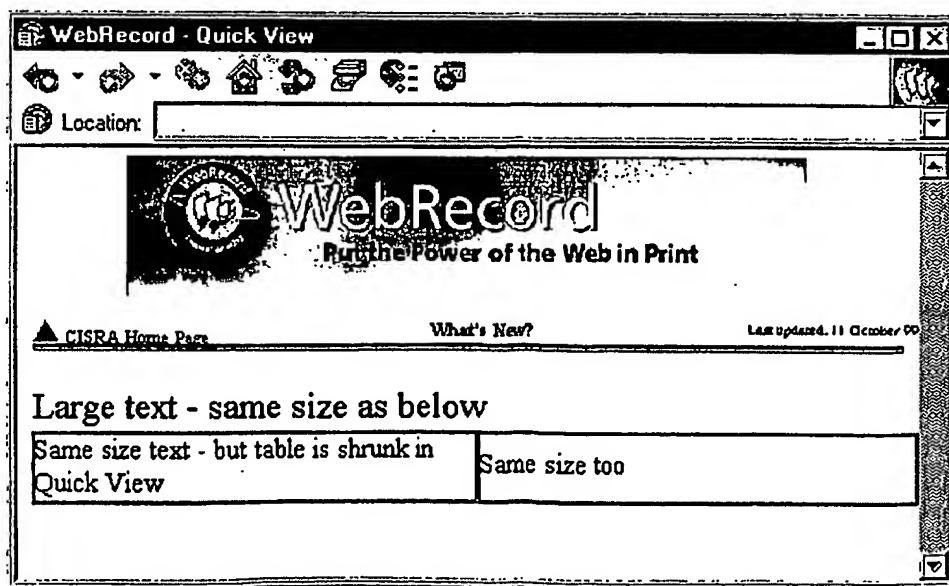 WebRecord - Quick View
Location:
WebRecord
WebRecord
Put the Power of the Web in Print
CISRA Home Page
What's New?
Last updated. 11 October 00
Large text - same size as below
Same size text - but table is shrunk in
Quick View
Same size too